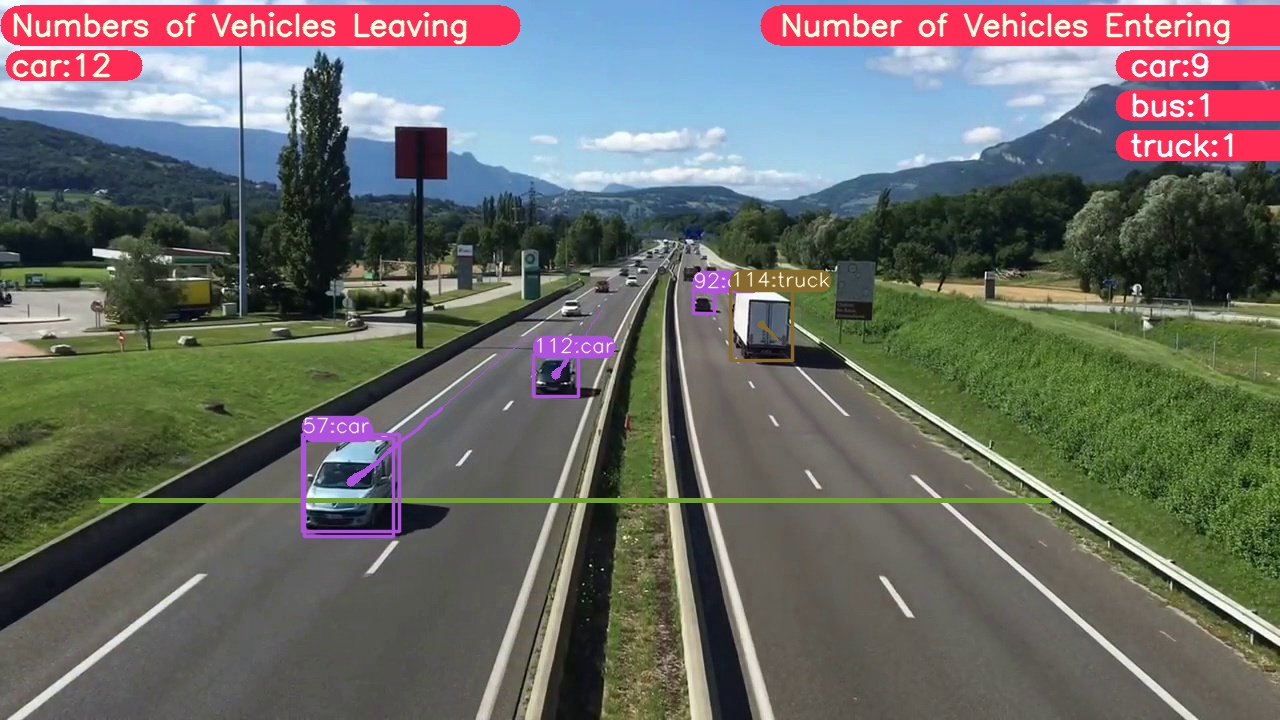 Numbers of Vehicles Leaving
Number of Vehicles Entering
car:12
car:9
bus:1
truck:1
92:
114:truck
112:car
57:car